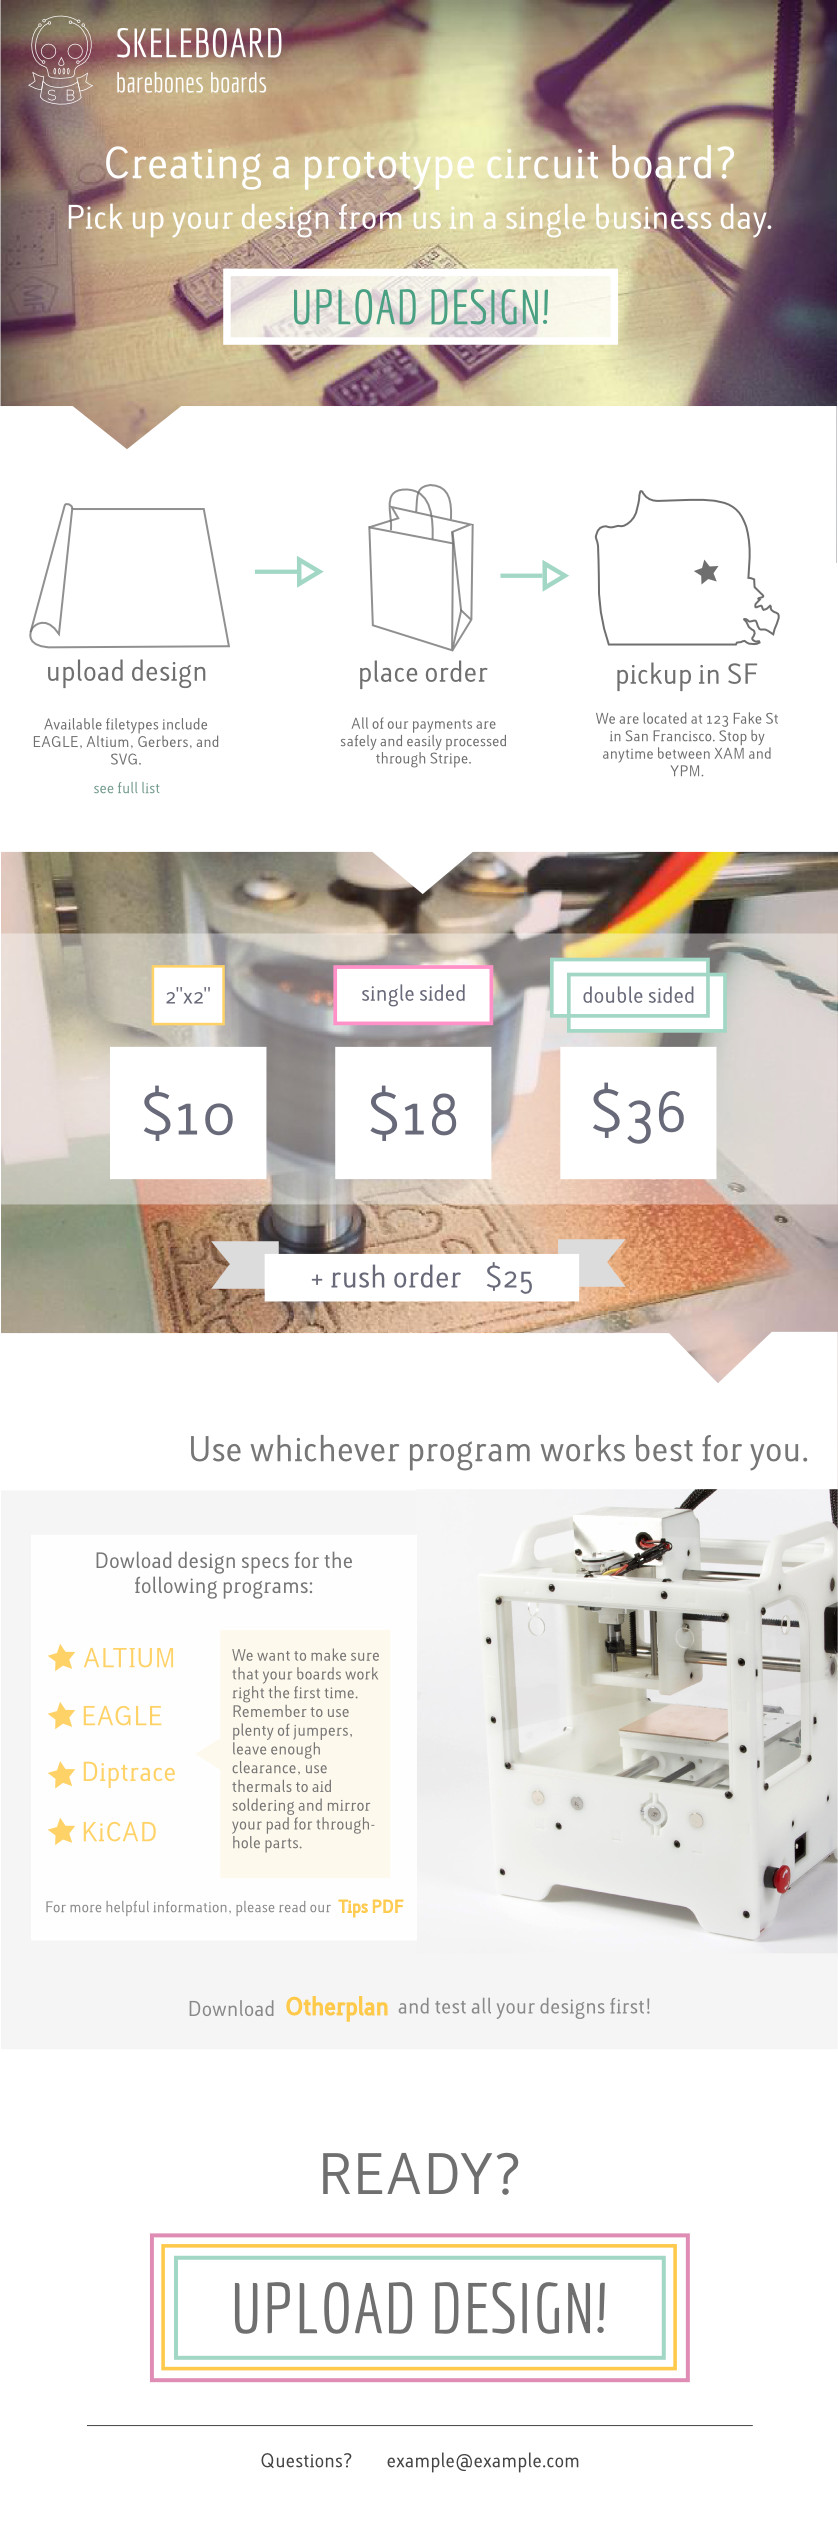 SKELEBOARD
barebones boards
S B
Creating a prototype circuit board?
Pick up your design from us in a single business day.
UPLOAD DESIGN!
upload design
Available filetypes include
EAGLE, Altium, Gerbers, and
SVG.
see full list
place order
All of our payments are
safely and easily processed
through Stripe.
pickup in SF
We are located at 123 Fake St
in San Francisco. Stop by
anytime between XAM and
YPM.
2"x2"
single sided
double sided
$10
$18
$36
+ rush order $25
Use whichever program works best for you.
Dowload design specs for the
following programs:
ALTIUM
EAGLE
Diptrace
KiCAD
We want to make sure
that your boards work
right the first time.
Remember to use
plenty of jumpers,
leave enough
clearance, use
thermals to aid
soldering and mirror
your pad for through-
hole parts.
For more helpful information, please read our Tips PDF
Download Otherplan and test all your designs first!
READY?
UPLOAD DESIGN!
Questions? example@example.com